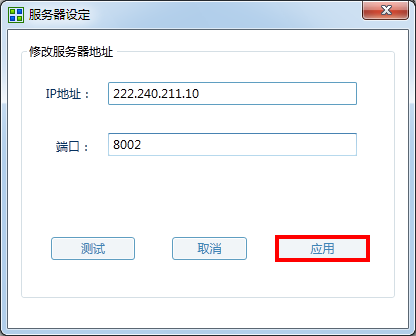 服务器设定
修改服务器地址
IP地址： 222.240.211.10
端口： 8002
测试 取消 应用